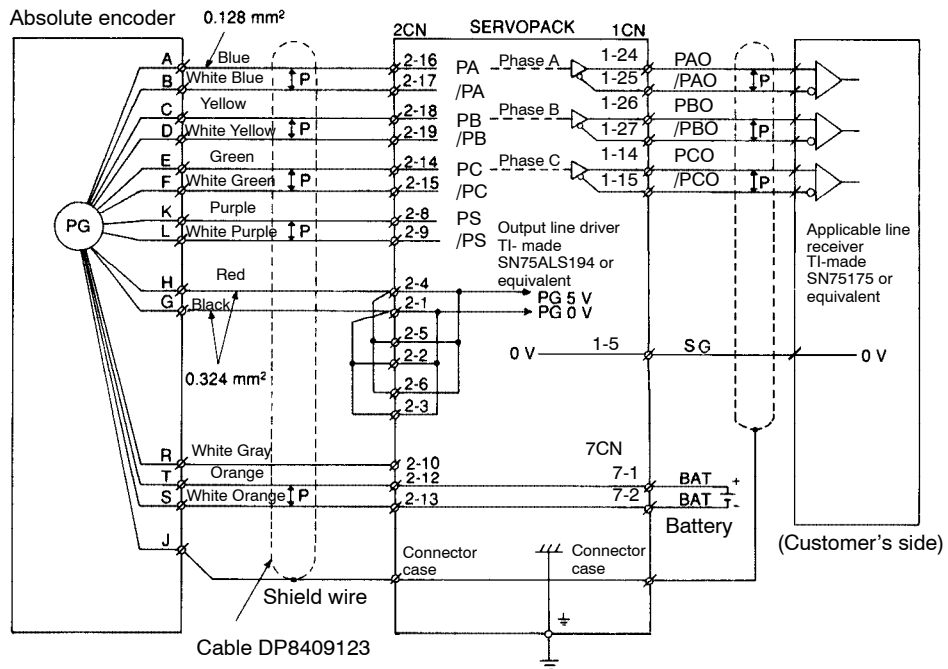 Absolute encoder
0.128 mm²
2CN
SERVOPACK
1CN
A Blue 2-16 PA Phase A 1-24 PAO
B White Blue P 2-17 /PA 1-25 /PAO P
C Yellow 2-18 PB Phase B 1-26 PBO
D White Yellow P 2-19 /PB 1-27 /PBO P
E Green 2-14 PC Phase C 1-14 PCO
F White Green P 2-15 /PC 1-15 /PCO P
K Purple 2-8 PS
L White Purple P 2-9 /PS
PG
Output line driver
TI- made
SN75ALS194 or
equivalent
Applicable line
receiver
TI-made
SN75175 or
equivalent
H Red 2-4 PG 5 V
G Black 2-1 PG 0 V
2-5
0 V 1-5 SG 0 V
2-2
0.324 mm²
2-6
2-3
7CN
R White Gray 2-10
T Orange 2-12 7-1 BAT +
S White Orange P 2-13 7-2 BAT -
Battery
(Customer's side)
J
Connector
case
Connector
case
Shield wire
Cable DP8409123